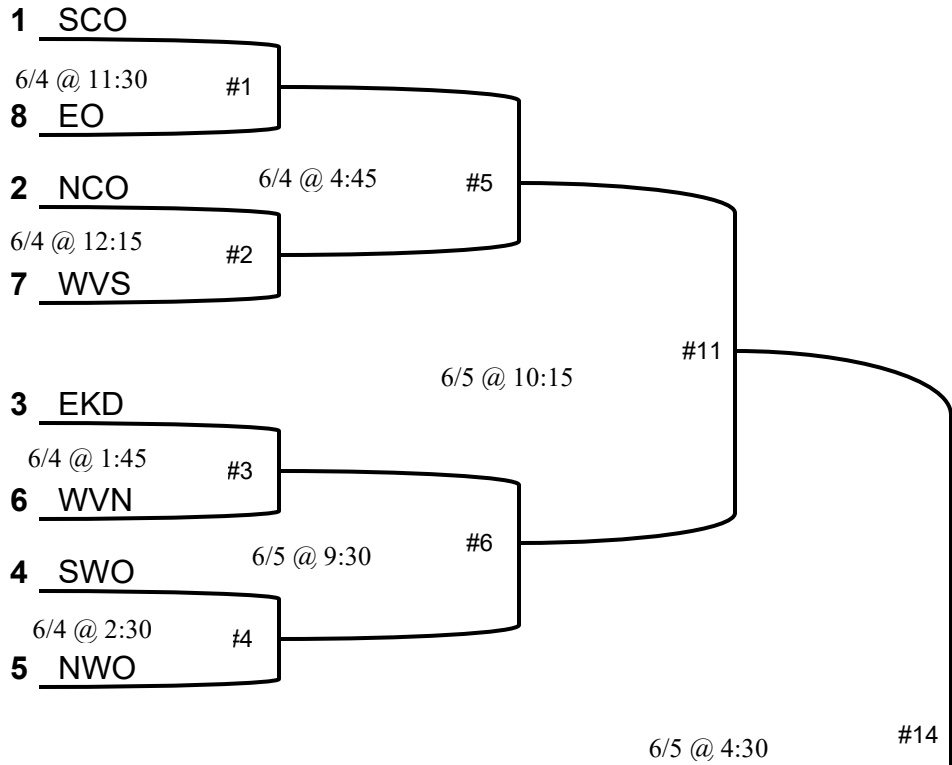 1 SCO
6/4 @ 11:30 #1
8 EO
6/4 @ 4:45 #5
2 NCO
6/4 @ 12:15 #2
7 WVS
#11
6/5 @ 10:15
3 EKD
6/4 @ 1:45 #3
6 WVN
6/5 @ 9:30 #6
4 SWO
6/4 @ 2:30 #4
5 NWO
6/5 @ 4:30 #14